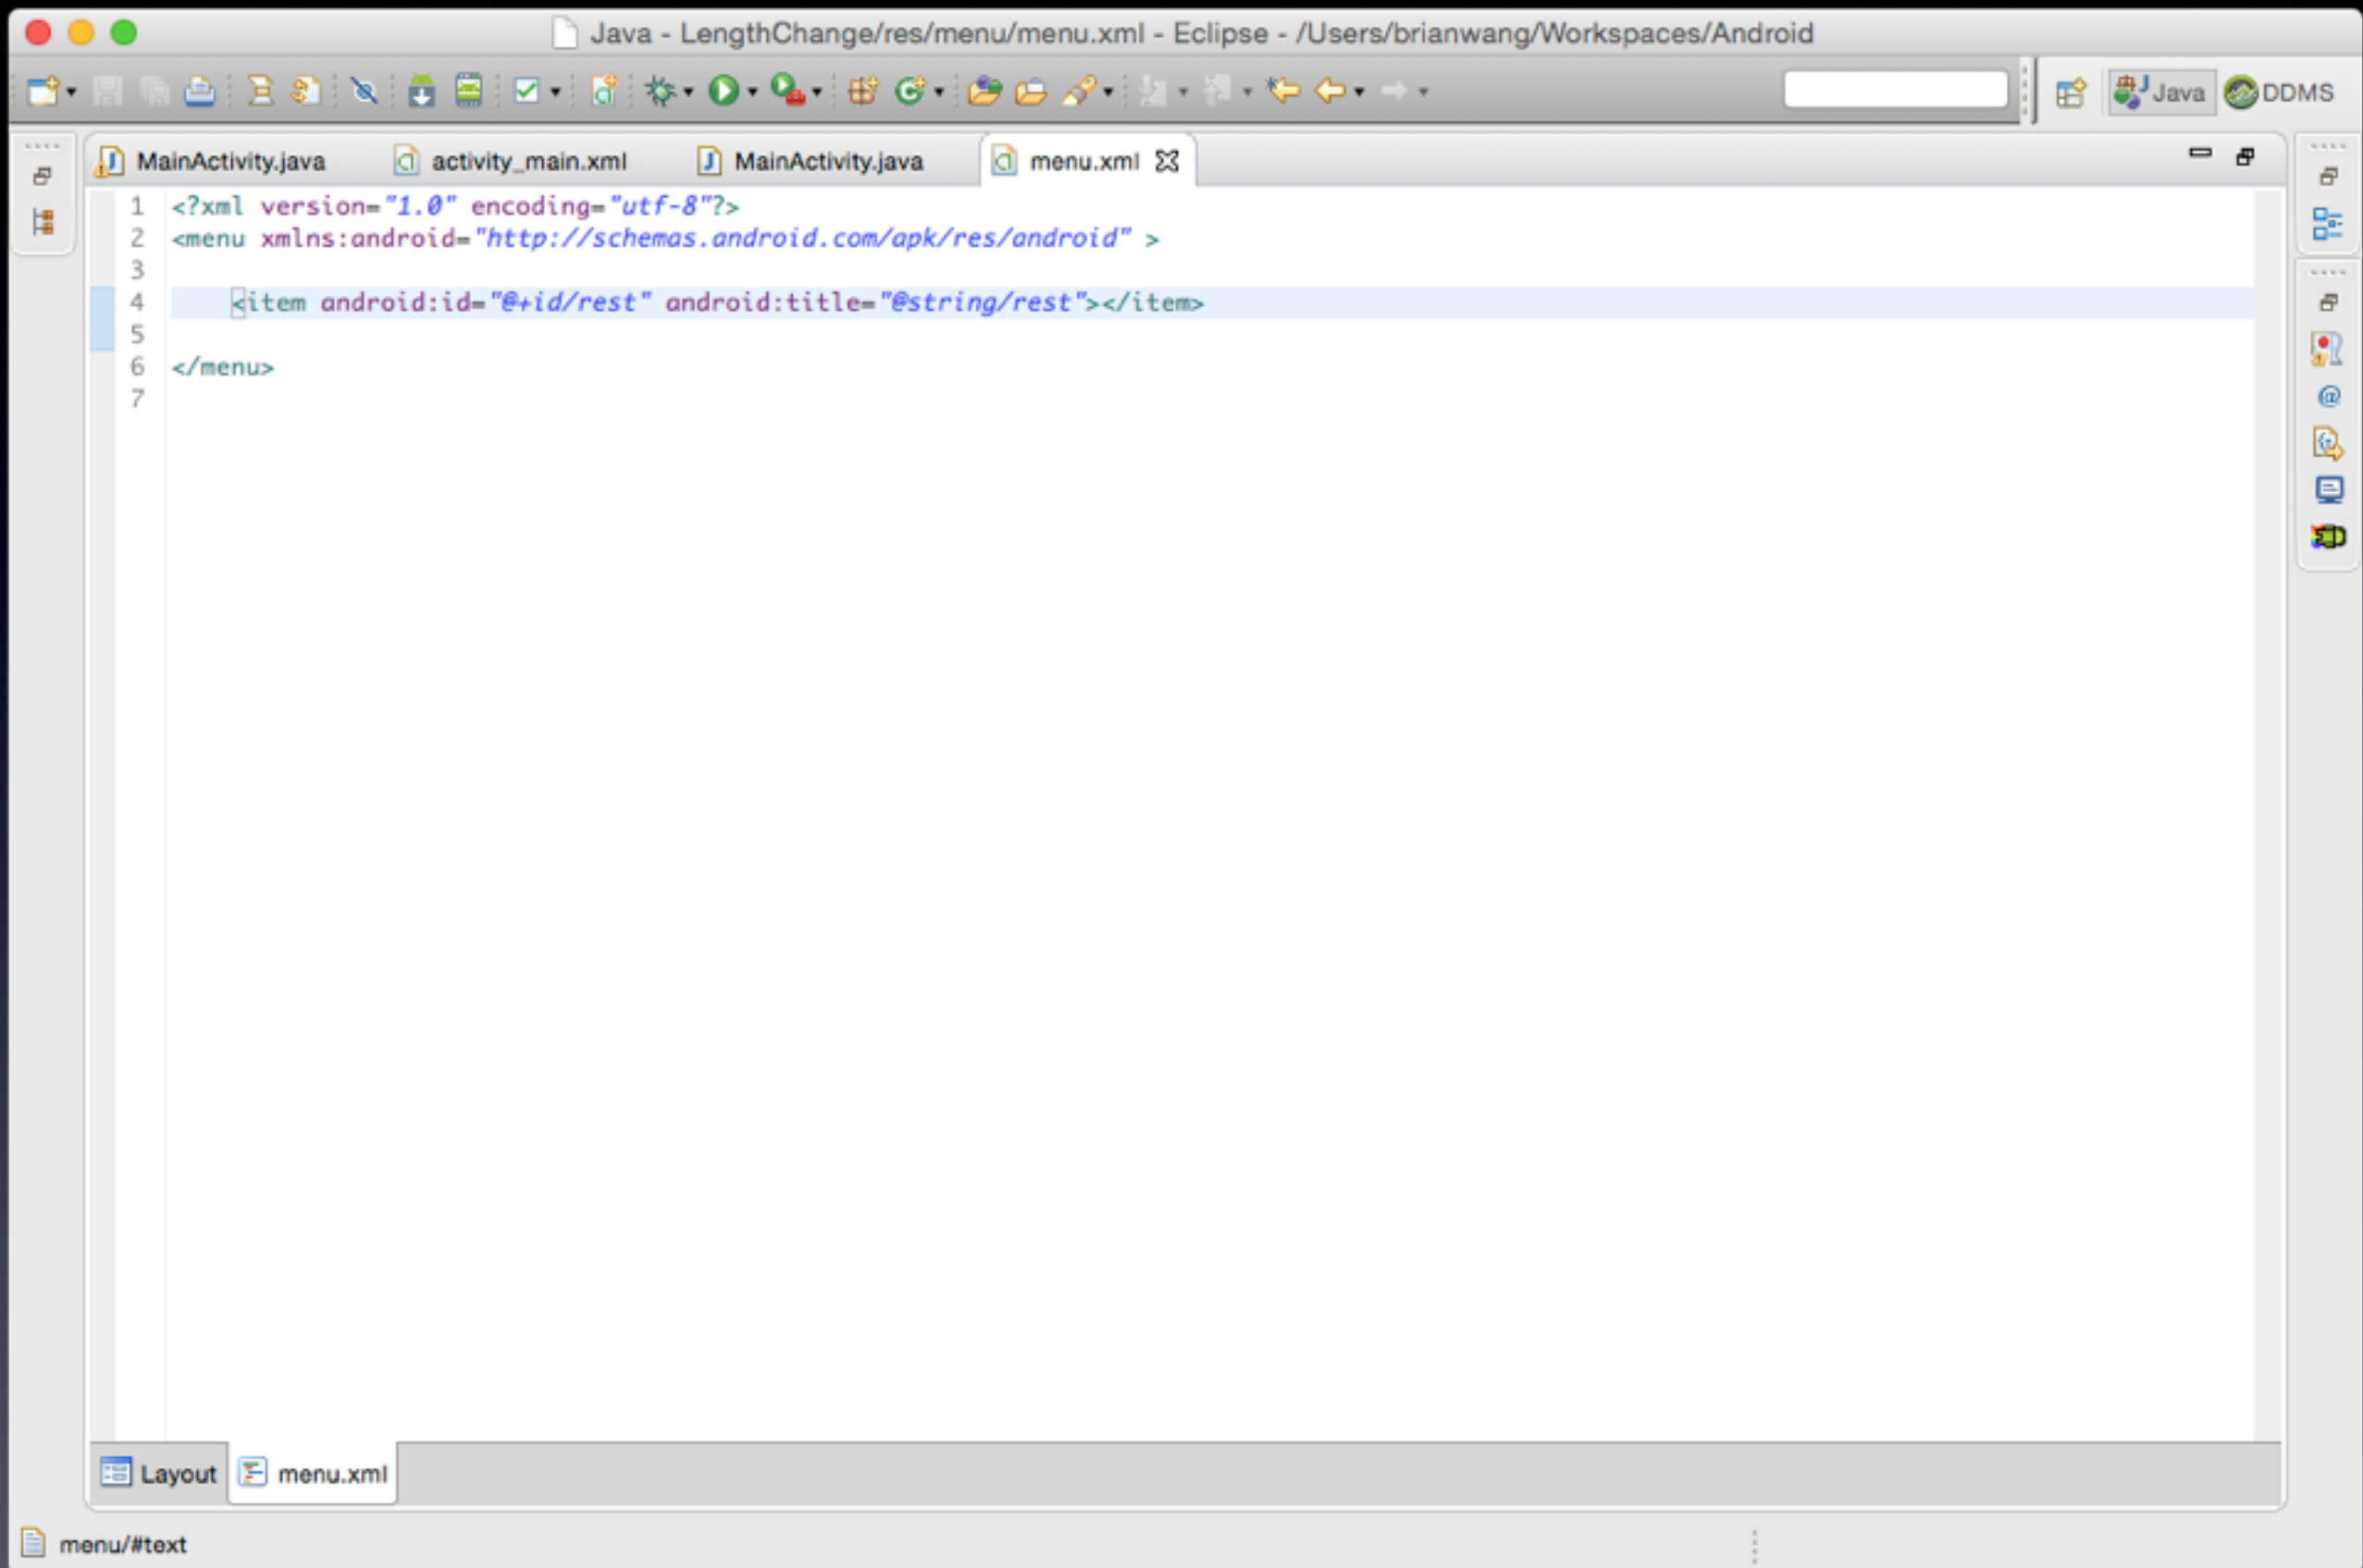 Java - LengthChange/res/menu/menu.xml - Eclipse - /Users/brianwang/Workspaces/Android
Java DDMS
MainActivity.java activity_main.xml MainActivity.java menu.xml
1 <?xml version="1.0" encoding="utf-8"?>
2 <menu xmlns:android="http://schemas.android.com/apk/res/android" >
3
4 <item android:id="@+id/rest" android:title="@string/rest"></item>
5
6 </menu>
7
Layout menu.xml
menu/#text